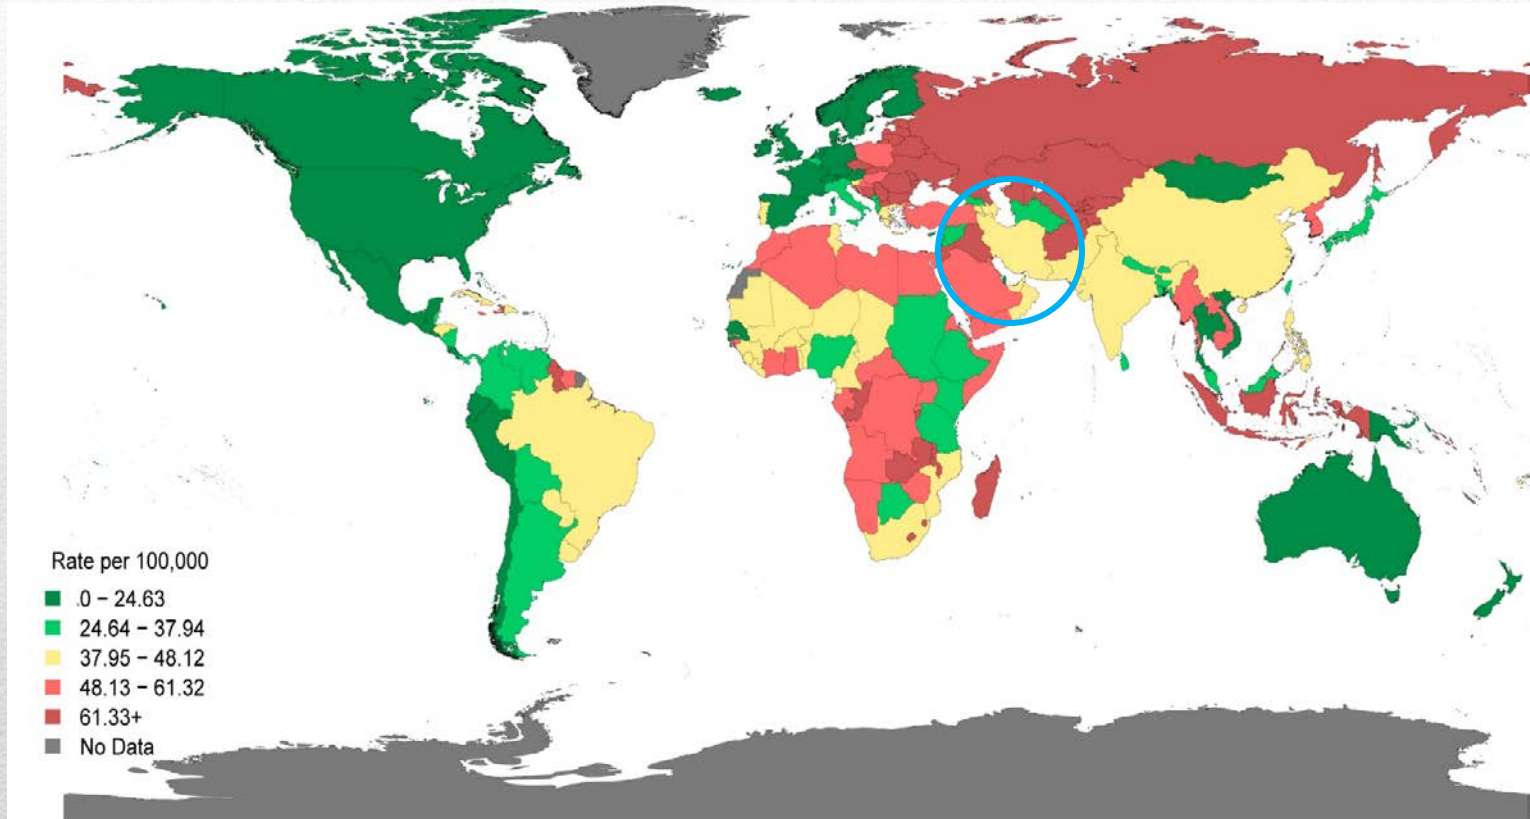 Rate per 100,000
.0 – 24.63
24.64 – 37.94
37.95 – 48.12
48.13 – 61.32
61.33+
No Data